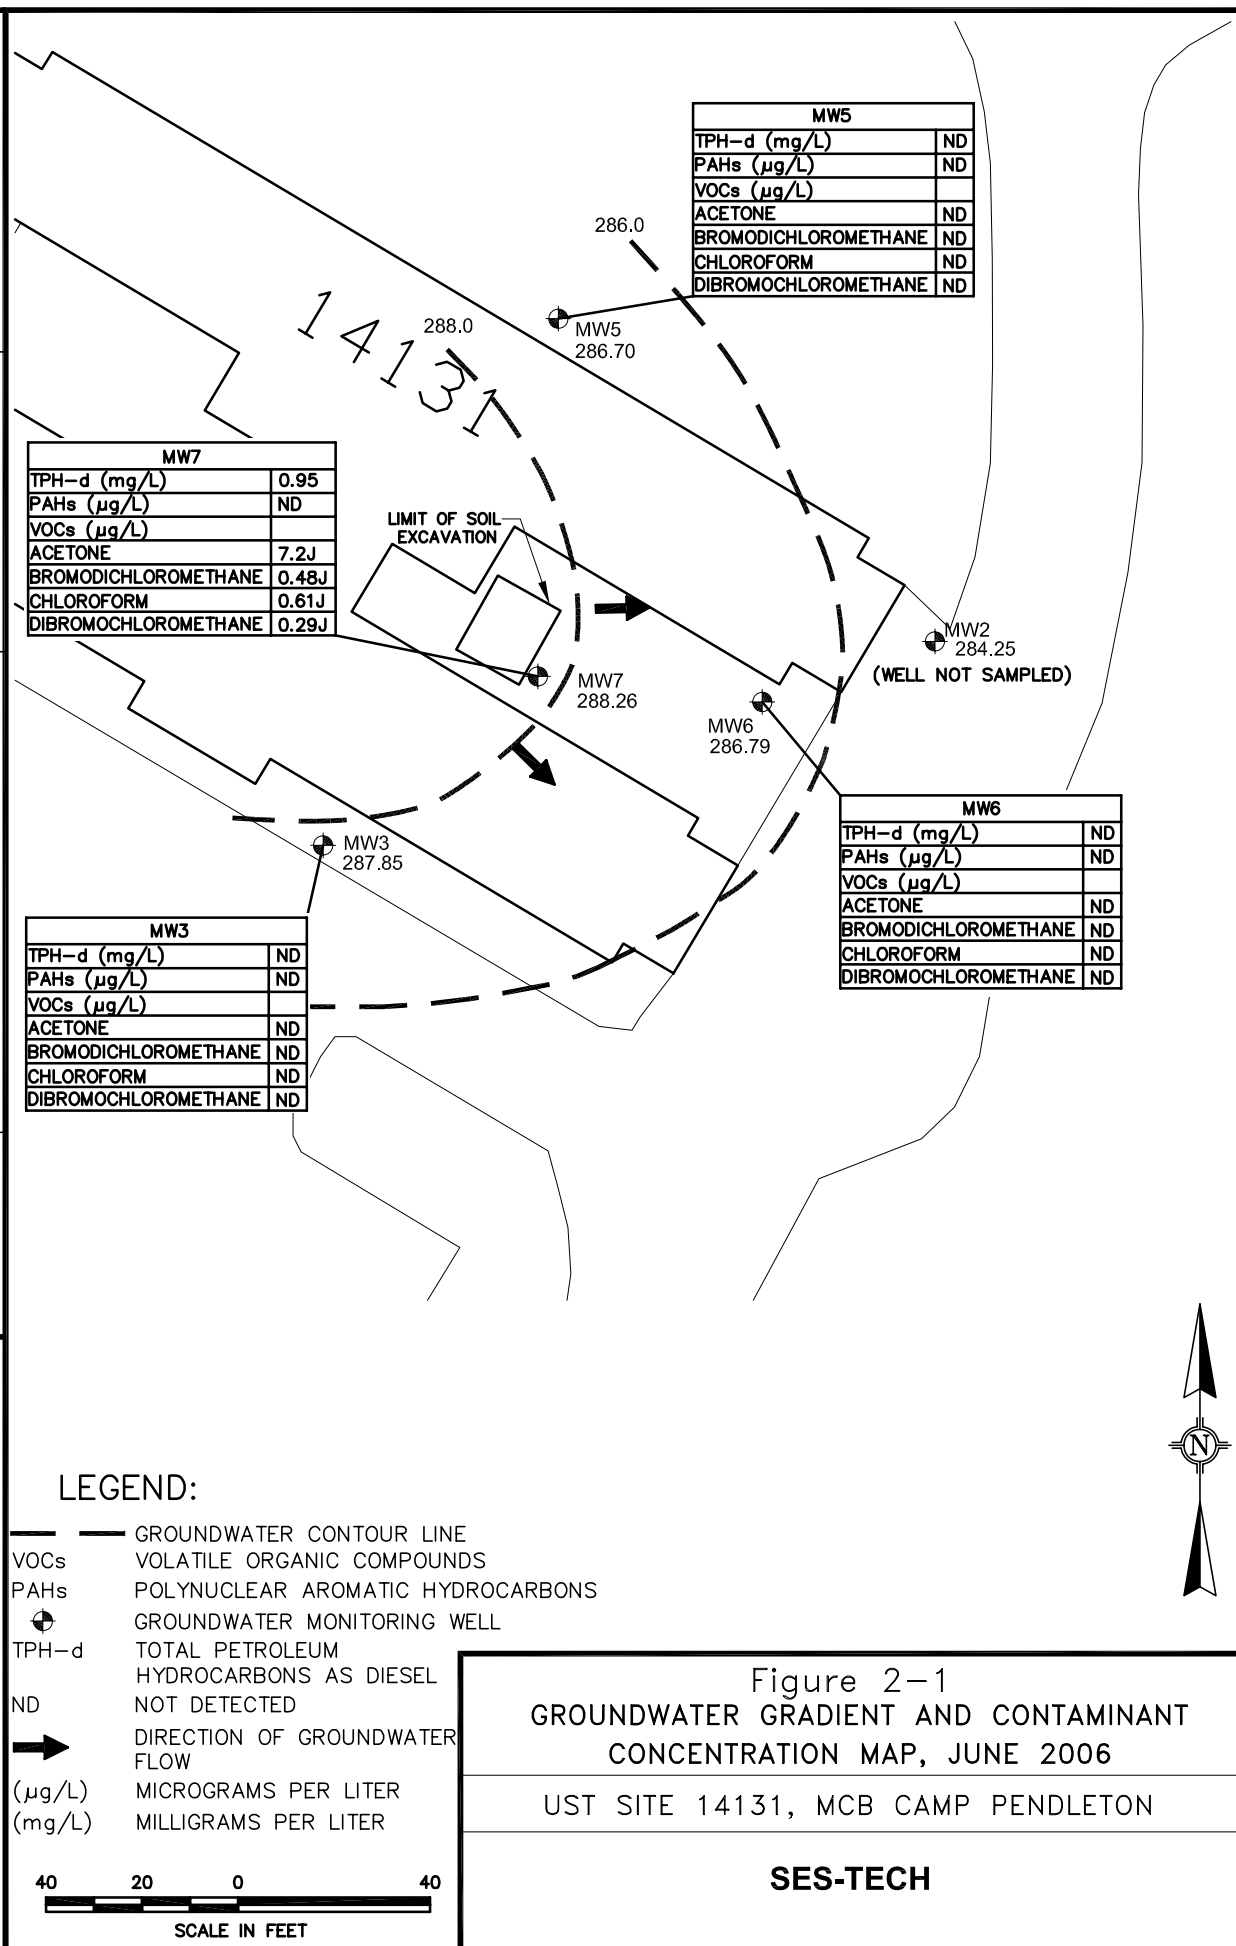 MW5
TPH-d (mg/L) ND
PAHs (µg/L) ND
VOCs (µg/L)
ACETONE ND
BROMODICHLOROMETHANE ND
CHLOROFORM ND
DIBROMOCHLOROMETHANE ND
286.0
MW5
286.70
288.0
14131
MW7
TPH-d (mg/L) 0.95
PAHs (µg/L) ND
VOCs (µg/L)
ACETONE 7.2J
BROMODICHLOROMETHANE 0.48J
CHLOROFORM 0.61J
DIBROMOCHLOROMETHANE 0.29J
LIMIT OF SOIL
EXCAVATION
MW2
284.25
(WELL NOT SAMPLED)
MW7
288.26
MW6
286.79
MW3
287.85
MW6
TPH-d (mg/L) ND
PAHs (µg/L) ND
VOCs (µg/L)
ACETONE ND
BROMODICHLOROMETHANE ND
CHLOROFORM ND
DIBROMOCHLOROMETHANE ND
MW3
TPH-d (mg/L) ND
PAHs (µg/L) ND
VOCs (µg/L)
ACETONE ND
BROMODICHLOROMETHANE ND
CHLOROFORM ND
DIBROMOCHLOROMETHANE ND
N
LEGEND:
GROUNDWATER CONTOUR LINE
VOCs VOLATILE ORGANIC COMPOUNDS
PAHs POLYNUCLEAR AROMATIC HYDROCARBONS
GROUNDWATER MONITORING WELL
TPH-d TOTAL PETROLEUM
HYDROCARBONS AS DIESEL
ND NOT DETECTED
DIRECTION OF GROUNDWATER
FLOW
(µg/L) MICROGRAMS PER LITER
(mg/L) MILLIGRAMS PER LITER
40 20 0 40
SCALE IN FEET
Figure 2-1
GROUNDWATER GRADIENT AND CONTAMINANT
CONCENTRATION MAP, JUNE 2006
UST SITE 14131, MCB CAMP PENDLETON
SES-TECH